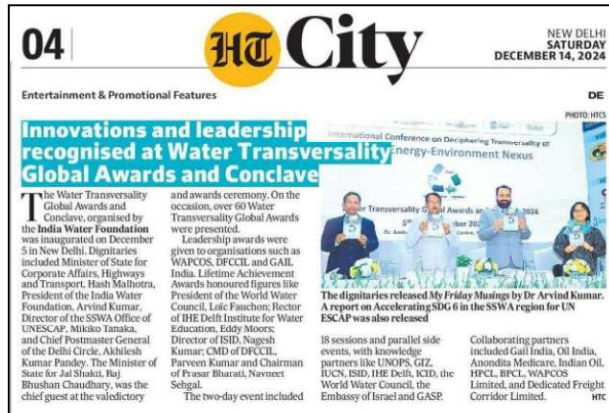 04
HT City
NEW DELHI
SATURDAY
DECEMBER 14, 2024
Entertainment & Promotional Features
DE
PHOTO: HTCS
Innovations and leadership
recognised at Water Transversality
Global Awards and Conclave
The Water Transversality
Global Awards and
Conclave, organised by
the India Water Foundation
was inaugurated on December
5 in New Delhi. Dignitaries
included Minister of State for
Corporate Affairs, Highways
and Transport, Hash Malhotra,
President of the India Water
Foundation, Arvind Kumar,
Director of the SSWA Office of
UNESCAP, Mikiko Tanaka,
and Chief Postmaster General
of the Delhi Circle, Akhilesh
Kumar Pandey. The Minister of
State for Jal Shakti, Raj
Bhushan Chaudhary, was the
chief guest at the valedictory
and awards ceremony. On the
occasion, over 60 Water
Transversality Global Awards
were presented.
Leadership awards were
given to organisations such as
WAPCOS, DFCCIL and GAIL
India. Lifetime Achievement
Awards honoured figures like
President of the World Water
Council, Loïc Fauchon; Rector
of IHE Delft Institute for Water
Education, Eddy Moors;
Director of ISID, Nagesh
Kumar; CMD of DFCCIL,
Parveen Kumar and Chairman
of Prasar Bharati, Navneet
Sehgal.
The two-day event included
International Conference on Deciphering Transversality of
Energy-Environment Nexus
Water Transversality Global Awards
2024
The dignitaries released My Friday Musings by Dr Arvind Kumar.
A report on Accelerating SDG 6 in the SSWA region for UN
ESCAP was also released
18 sessions and parallel side
events, with knowledge
partners like UNOPS, GIZ,
IUCN, ISID, IHE Delft, ICID, the
World Water Council, the
Embassy of Israel and GASP.
Collaborating partners
included Gail India, Oil India,
Anondita Medicare, Indian Oil,
HPCL, BPCL, WAPCOS
Limited, and Dedicated Freight
Corridor Limited.
HTC